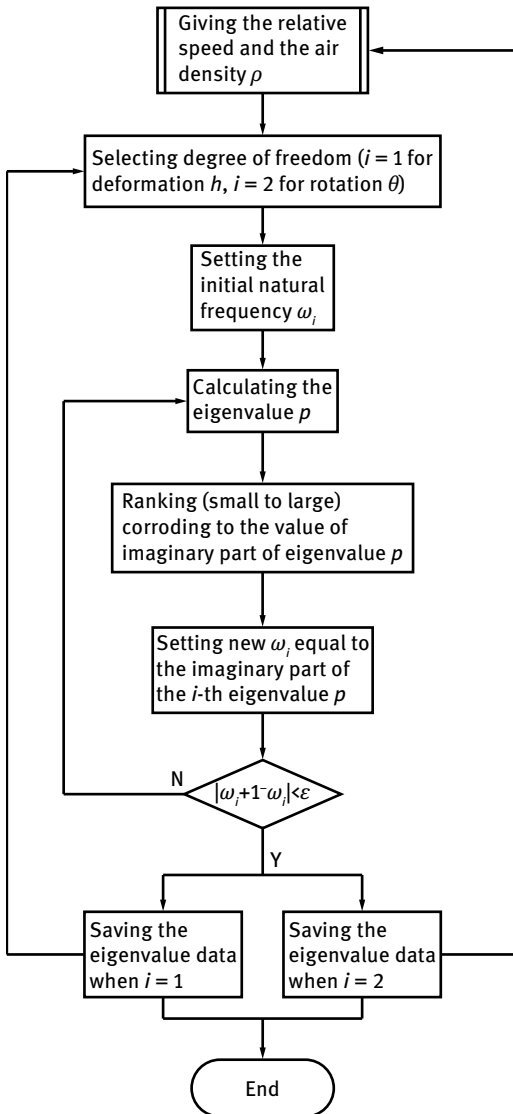 Giving the relative
speed and the air
density ρ
Selecting degree of freedom (i = 1 for
deformation h, i = 2 for rotation θ)
Setting the
initial natural
frequency ωi
Calculating the
eigenvalue p
Ranking (small to large)
corroding to the value of
imaginary part of eigenvalue p
Setting new ωi equal to
the imaginary part of
the i-th eigenvalue p
N
|ωi+1-ωi|<ε
Y
Saving the
eigenvalue data
when i = 1
Saving the
eigenvalue data
when i = 2
End